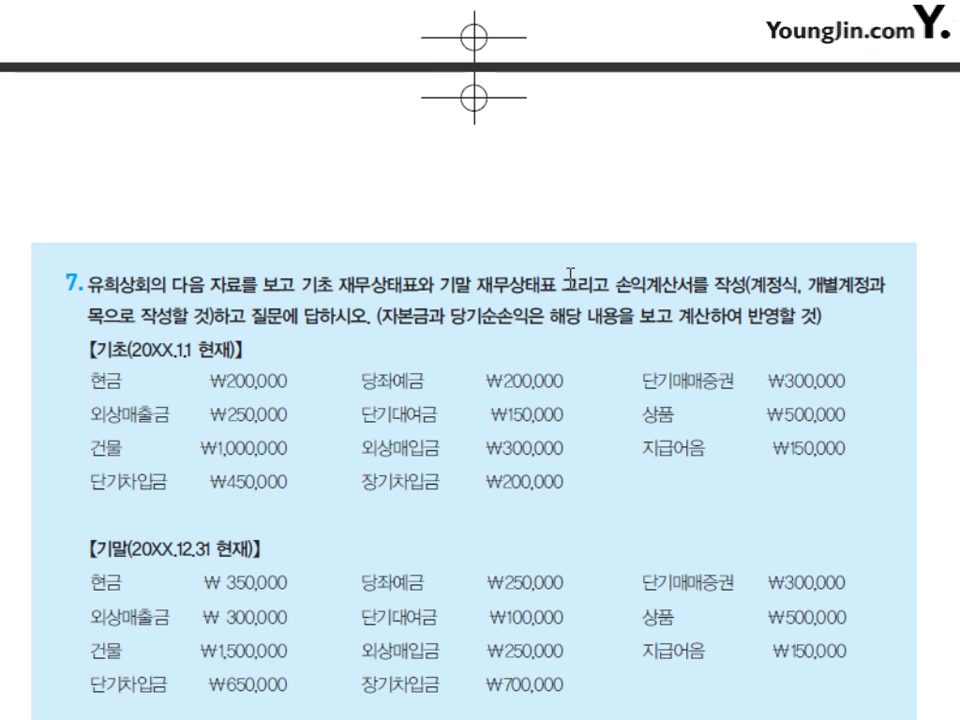 YoungJin.com Y.
7. 유희상회의 다음 자료를 보고 기초 재무상태표와 기말 재무상태표 그리고 손익계산서를 작성(계정식, 개별계정과
목으로 작성할 것)하고 질문에 답하시오. (자본금과 당기순손익은 해당 내용을 보고 계산하여 반영할 것)
【기초(20XX.1.1 현재)】
현금 ₩200,000 당좌예금 ₩200,000 단기매매증권 ₩300,000
외상매출금 ₩250,000 단기대여금 ₩150,000 상품 ₩500,000
건물 ₩1,000,000 외상매입금 ₩300,000 지급어음 ₩150,000
단기차입금 ₩450,000 장기차입금 ₩200,000
【기말(20XX.12.31 현재)】
현금 ₩ 350,000 당좌예금 ₩250,000 단기매매증권 ₩300,000
외상매출금 ₩ 300,000 단기대여금 ₩100,000 상품 ₩500,000
건물 ₩1,500,000 외상매입금 ₩250,000 지급어음 ₩150,000
단기차입금 ₩650,000 장기차입금 ₩700,000